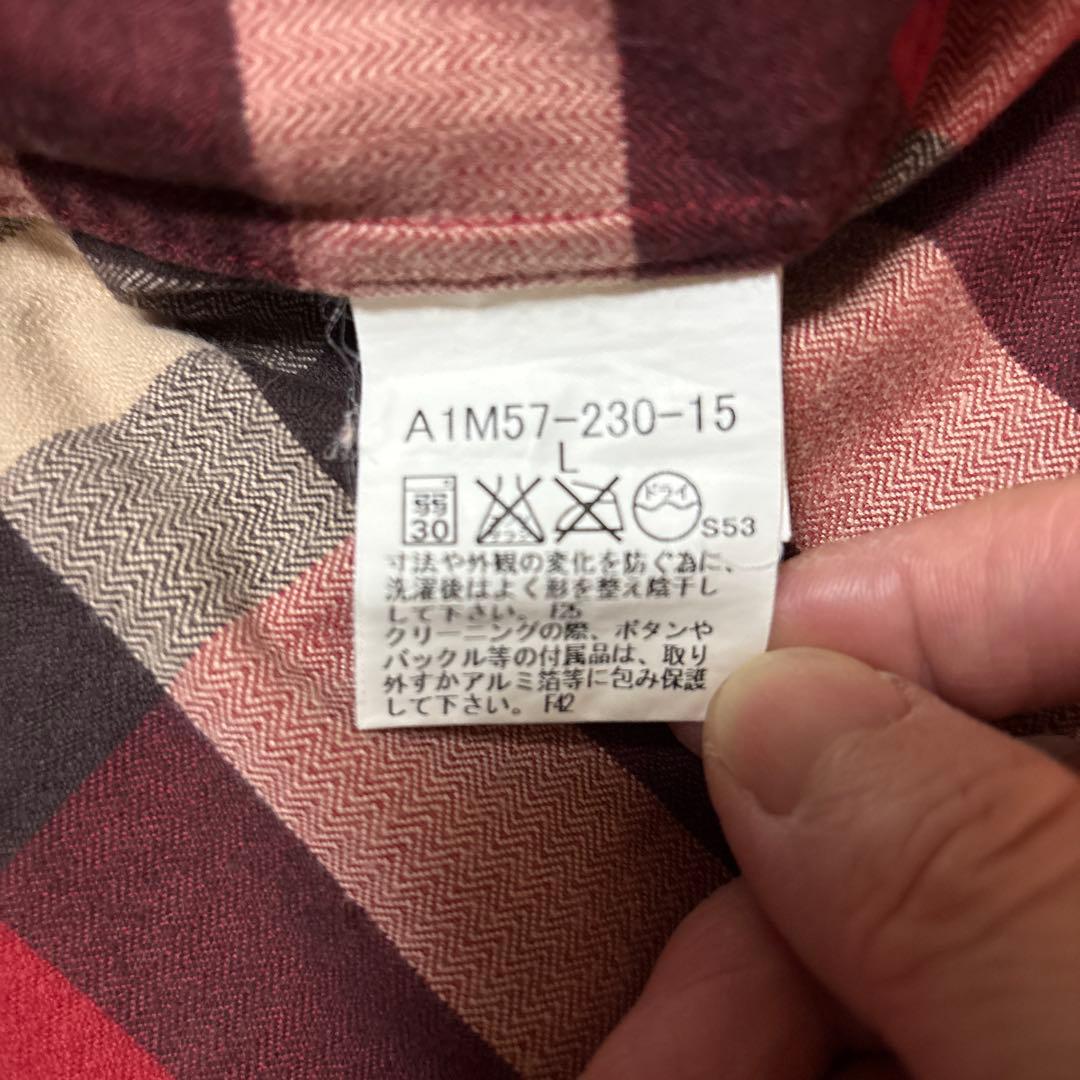 A1M57-230-15
L
弱
30
ドライ
S53
寸法や外観の変化を防ぐ為に、
洗濯後はよく形を整え陰干し
して下さい。 F25
クリーニングの際、ボタンや
バックル等の付属品は、取り
外すかアルミ箔等に包み保護
して下さい。 F42